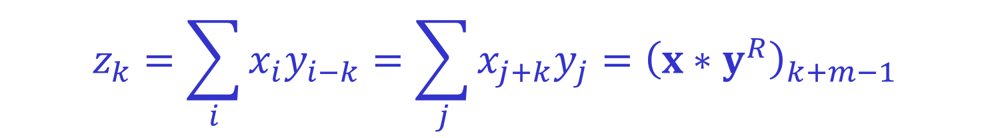 z_k = ∑_i x_i y_{i−k} = ∑_j x_{j+k} y_j = (𝐱 ∗ 𝐲^R)_{k+m−1}